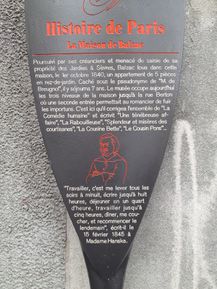 Histoire de Paris
La Maison de Balzac
Poursuivi par ses créanciers et menacé de saisie de sa
propriété des Jardies à Sèvres, Balzac loua dans cette
maison, le 1er octobre 1840, un appartement de 5 pièces
en rez-de-jardin. Caché sous le pseudonyme de "M. de
Breugnol", il y séjourna 7 ans. Le musée occupe aujourd'hui
les trois niveaux de la maison jusqu'à la rue Berton
où une seconde entrée permettait au romancier de fuir
les importuns. C'est ici qu'il corrigea l'ensemble de "La
Comédie humaine" et écrivit : "Une ténébreuse af-
faire", "La Rabouilleuse", "Splendeur et misères des
courtisanes", "La Cousine Bette", "Le Cousin Pons"...
"Travailler, c'est me lever tous les
soirs à minuit, écrire jusqu'à huit
heures, déjeuner en un quart
d'heure, travailler jusqu'à
cinq heures, dîner, me cou-
cher, et recommencer le
lendemain", écrit-il le
15 février 1845 à
Madame Hanska.